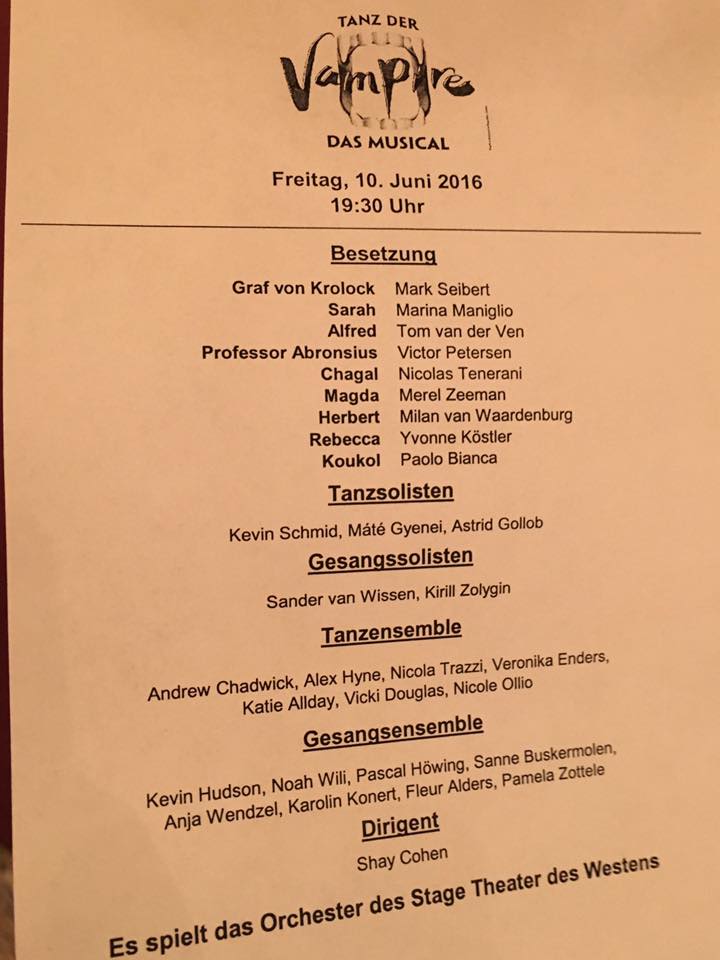 TANZ DER
Vampire
DAS MUSICAL
Freitag, 10. Juni 2016
19:30 Uhr
Besetzung
Graf von Krolock Mark Seibert
Sarah Marina Maniglio
Alfred Tom van der Ven
Professor Abronsius Victor Petersen
Chagal Nicolas Tenerani
Magda Merel Zeeman
Herbert Milan van Waardenburg
Rebecca Yvonne Köstler
Koukol Paolo Bianca
Tanzsolisten
Kevin Schmid, Máté Gyenei, Astrid Gollob
Gesangssolisten
Sander van Wissen, Kirill Zolygin
Tanzensemble
Andrew Chadwick, Alex Hyne, Nicola Trazzi, Veronika Enders,
Katie Allday, Vicki Douglas, Nicole Ollio
Gesangsensemble
Kevin Hudson, Noah Wili, Pascal Höwing, Sanne Buskermolen,
Anja Wendzel, Karolin Konert, Fleur Alders, Pamela Zottele
Dirigent
Shay Cohen
Es spielt das Orchester des Stage Theater des Westens